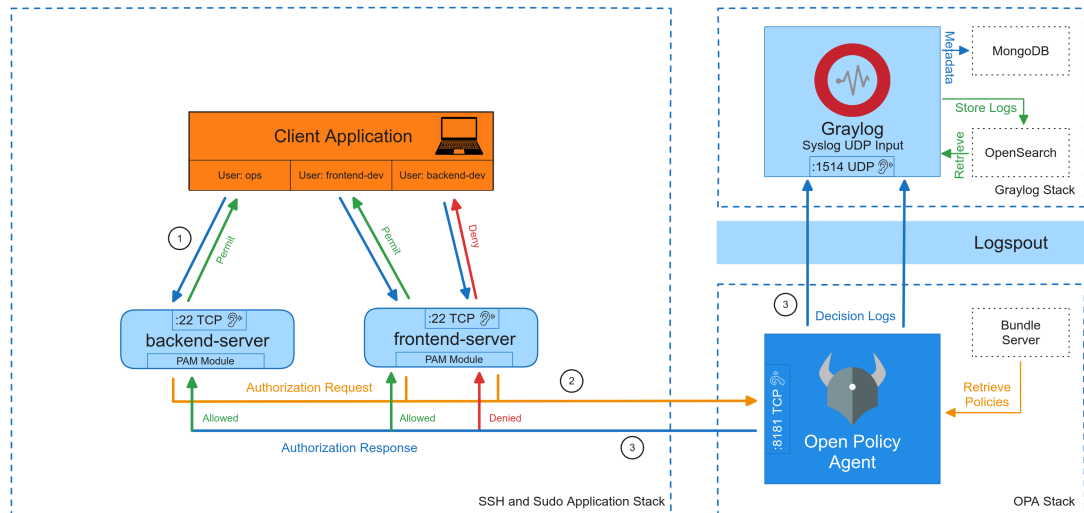 Client Application
User: ops
User: frontend-dev
User: backend-dev
1
Permit
Permit
Deny
:22 TCP
backend-server
PAM Module
:22 TCP
frontend-server
PAM Module
Authorization Request
2
Allowed
Allowed
Denied
Authorization Response
3
SSH and Sudo Application Stack
Graylog
Syslog UDP Input
:1514 UDP
Metadata
MongoDB
Store Logs
OpenSearch
Retrieve
Graylog Stack
Logspout
3
Decision Logs
Bundle
Server
Retrieve
Policies
:8181 TCP
Open Policy
Agent
OPA Stack